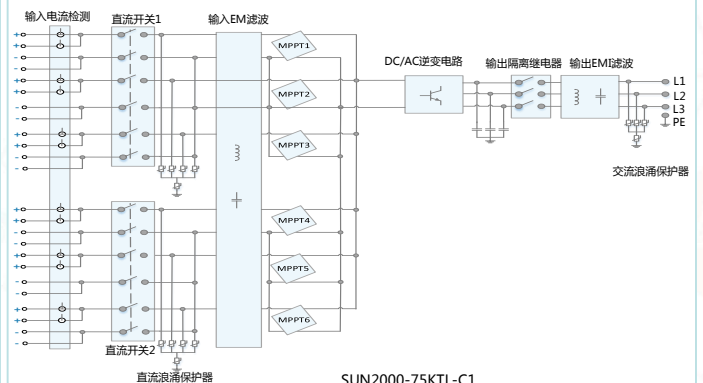 输入电流检测
直流开关1
输入EM滤波
MPPT1
DC/AC逆变电路
输出隔离继电器
输出EMI滤波
L1
MPPT2
L2
L3
PE
MPPT3
交流浪涌保护器
MPPT4
MPPT5
MPPT6
直流开关2
直流浪涌保护器
SUN2000-75KTL-C1